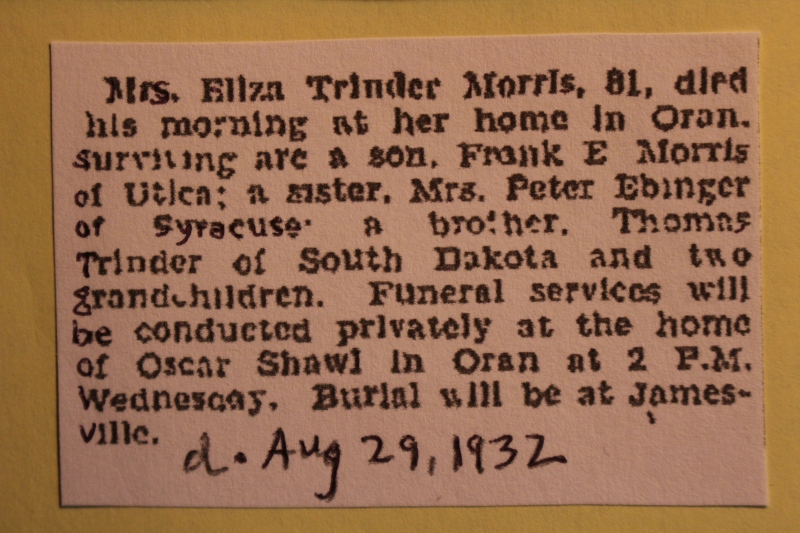 Mrs. Eliza Trinder Morris, 81, died
his morning at her home in Oran.
surviving are a son, Frank E Morris
of Utica; a sister, Mrs. Peter Ebinger
of Syracuse; a brother, Thomas
Trinder of South Dakota and two
grandchildren. Funeral services will
be conducted privately at the home
of Oscar Shawl in Oran at 2 P.M.
Wednesday. Burial will be at James-
ville.
d. Aug 29, 1932